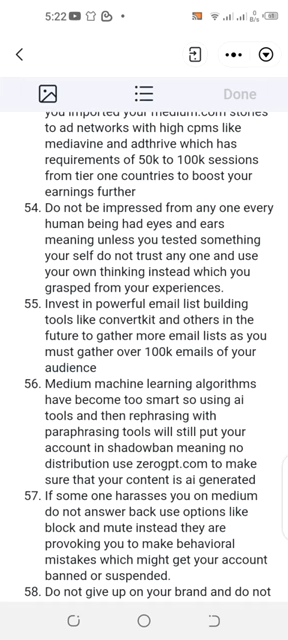 5:22
0
B/s
Done
you imported your medium.com stories
to ad networks with high cpms like
mediavine and adthrive which has
requirements of 50k to 100k sessions
from tier one countries to boost your
earnings further
54. Do not be impressed from any one every
human being had eyes and ears
meaning unless you tested something
your self do not trust any one and use
your own thinking instead which you
grasped from your experiences.
55. Invest in powerful email list building
tools like convertkit and others in the
future to gather more email lists as you
must gather over 100k emails of your
audience
56. Medium machine learning algorithms
have become too smart so using ai
tools and then rephrasing with
paraphrasing tools will still put your
account in shadowban meaning no
distribution use zerogpt.com to make
sure that your content is ai generated
57. If some one harasses you on medium
do not answer back use options like
block and mute instead they are
provoking you to make behavioral
mistakes which might get your account
banned or suspended.
58. Do not give up on your brand and do not